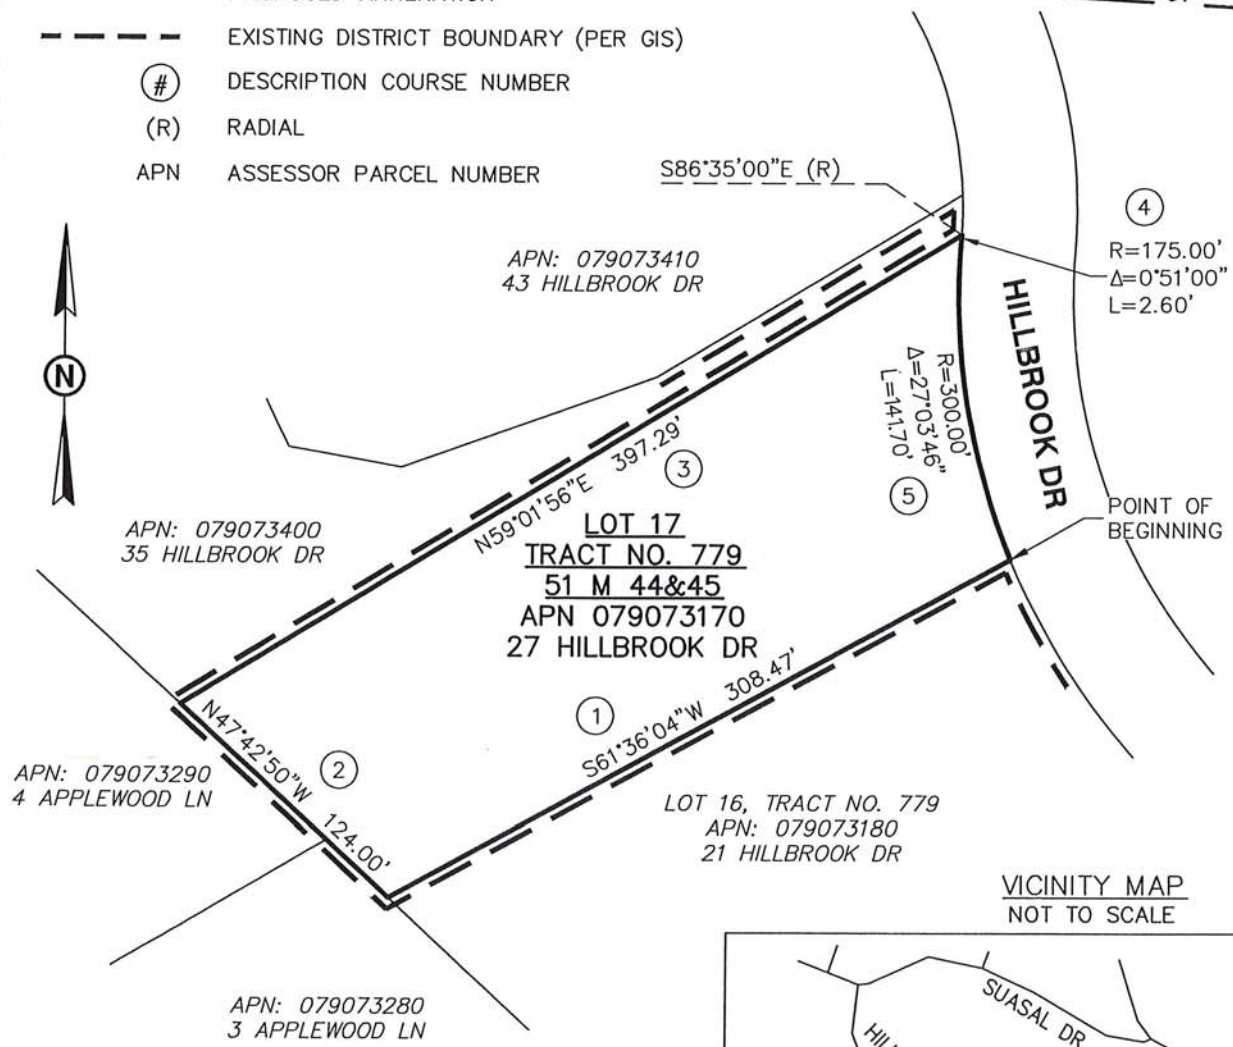 EXISTING DISTRICT BOUNDARY (PER GIS)
# DESCRIPTION COURSE NUMBER
(R) RADIAL
APN ASSESSOR PARCEL NUMBER
S86°35'00"E (R)
4
R=175.00'
Δ=0°51'00"
L=2.60'
APN: 079073410
43 HILLBROOK DR
N
HILLBROOK DR
R=300.00'
Δ=27°03'46"
L=141.70'
5
N59°01'56"E 397.29'
3
POINT OF
BEGINNING
APN: 079073400
35 HILLBROOK DR
LOT 17
TRACT NO. 779
51 M 44&45
APN 079073170
27 HILLBROOK DR
N47°42'50"W 124.00'
2
1
S61°36'04"W 308.47'
APN: 079073290
4 APPLEWOOD LN
LOT 16, TRACT NO. 779
APN: 079073180
21 HILLBROOK DR
VICINITY MAP
NOT TO SCALE
APN: 079073280
3 APPLEWOOD LN
SUASAL DR